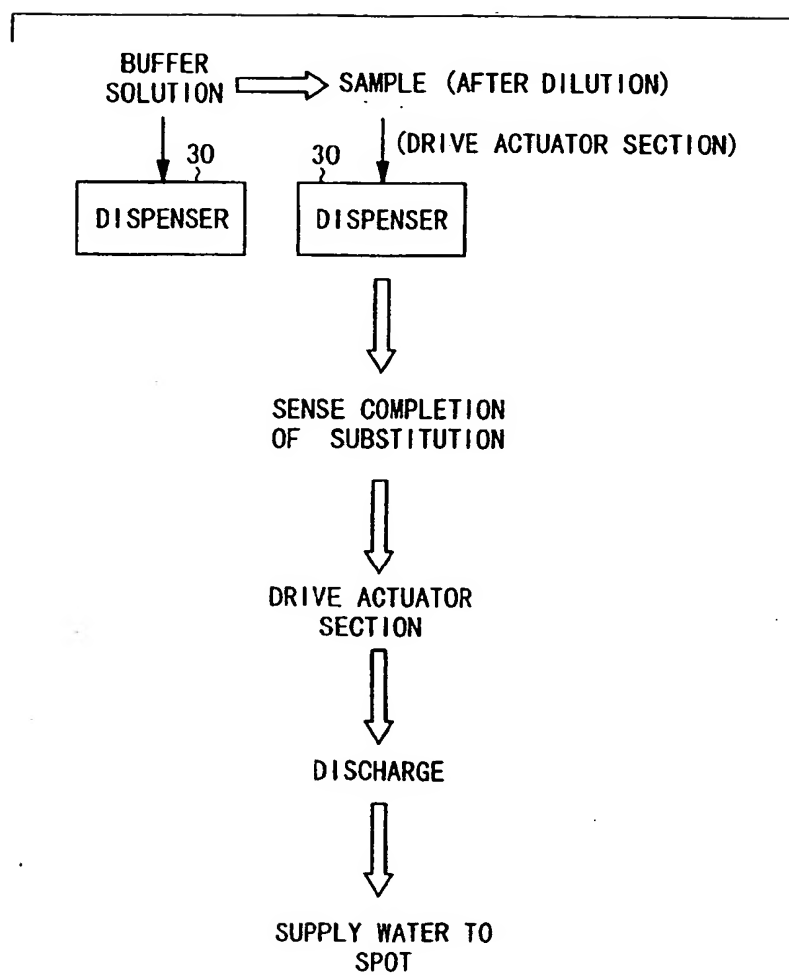 BUFFER
SOLUTION
SAMPLE (AFTER DILUTION)
(DRIVE ACTUATOR SECTION)
30
30
DISPENSER
DISPENSER
SENSE COMPLETION
OF SUBSTITUTION
DRIVE ACTUATOR
SECTION
DISCHARGE
SUPPLY WATER TO
SPOT